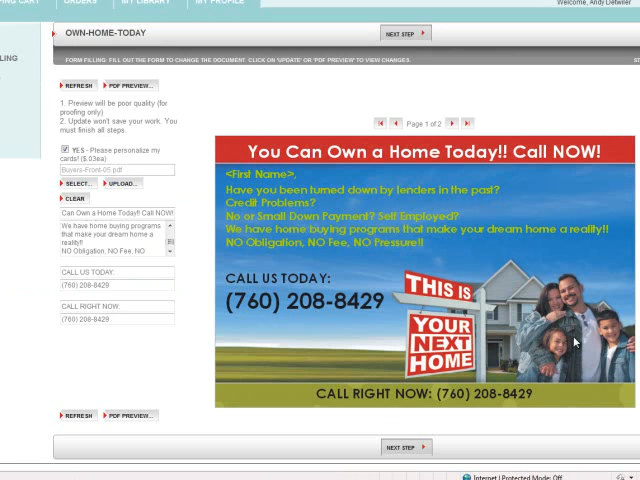 ORDERS
MY LIBRARY
MY PROFILE
Welcome, Andy Detwiler
OWN-HOME-TODAY
NEXT STEP
LING
FORM FILLING: FILL OUT THE FORM TO CHANGE THE DOCUMENT. CLICK ON 'UPDATE' OR 'PDF PREVIEW' TO VIEW CHANGES.
ST
REFRESH
PDF PREVIEW...
1. Preview will be poor quality (for
proofing only)
2. Update won't save your work. You
must finish all steps.
YES - Please personalize my
cards! ($.03ea)
Buyers-Front-05.pdf
SELECT...
UPLOAD...
CLEAR
Can Own a Home Today!! Call NOW!
We have home buying programs
that make your dream home a
reality!!
NO Obligation, NO Fee, NO
CALL US TODAY:
(760) 208-8429
CALL RIGHT NOW:
(760) 208-8429
REFRESH
PDF PREVIEW...
Page 1 of 2
You Can Own a Home Today!! Call NOW!
<First Name>,
Have you been turned down by lenders in the past?
Credit Problems?
No or Small Down Payment? Self Employed?
We have home buying programs that make your dream home a reality!!
NO Obligation, NO Fee, NO Pressure!!
CALL US TODAY:
(760) 208-8429
THIS IS
YOUR
NEXT
HOME
CALL RIGHT NOW: (760) 208-8429
NEXT STEP
Internet | Protected Mode: Off